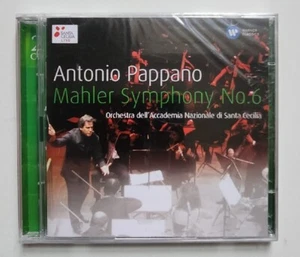 Antonio Pappano
Mahler Symphony No.6
Orchestra dell'Accademia Nazionale di Santa Cecilia